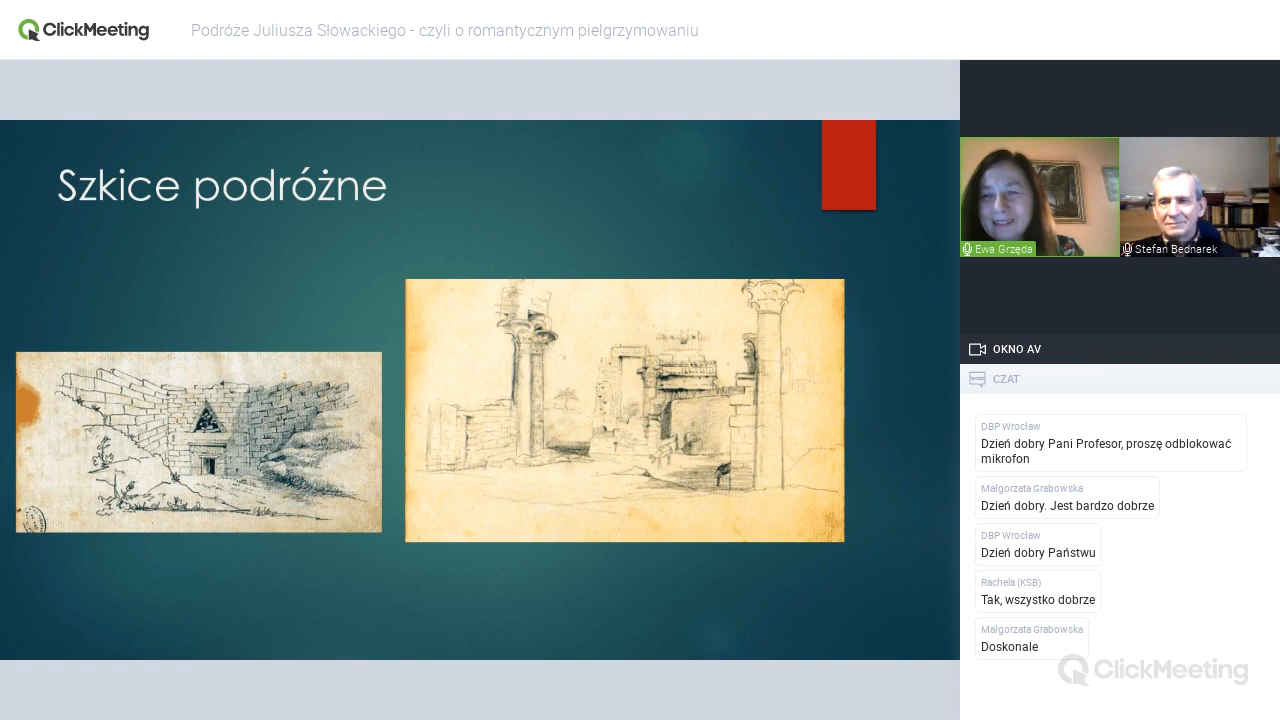 ClickMeeting
Podróże Juliusza Słowackiego - czyli o romantycznym pielgrzymowaniu
Szkice podróżne
Ewa Grzęda
Stefan Bednarek
OKNO AV
CZAT
DBP Wrocław
Dzień dobry Pani Profesor, proszę odblokować
mikrofon
Małgorzata Grabowska
Dzień dobry. Jest bardzo dobrze
DBP Wrocław
Dzień dobry Państwu
Rachela (KSB)
Tak, wszystko dobrze
Małgorzata Grabowska
Doskonale
ClickMeeting